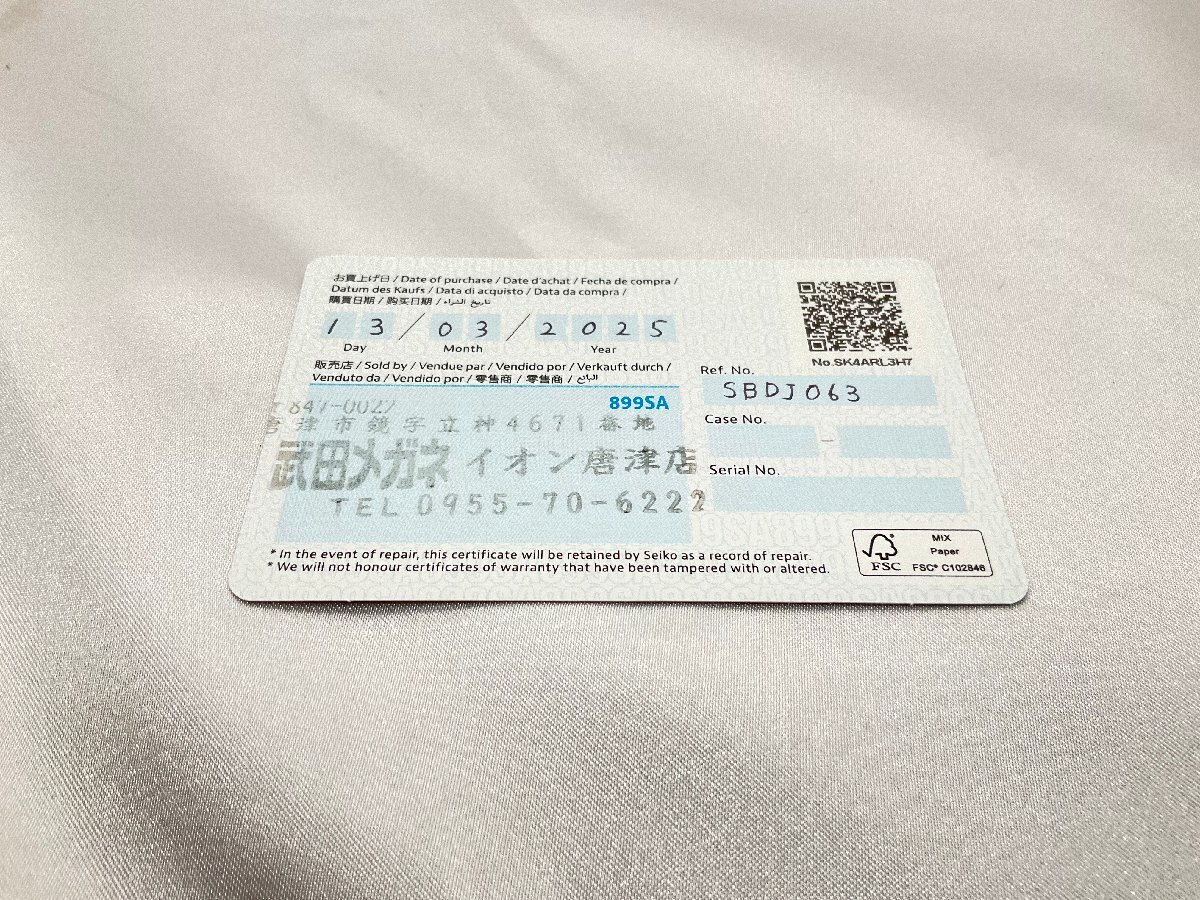 お買上げ日 / Date of purchase / Date d'achat / Fecha de compra /
Datum des Kaufs / Data di acquisto / Data da compra /
購買日期 / 购买日期 / تاريخ الشراء
13/03/2025
Day Month Year
販売店 / Sold by / Vendue par / Vendido por / Verkauft durch /
Venduto da / Vendido por / 零售商 / 零售商 / البائع
899SA
847-0022
唐津市鏡字立神4671番地
武田メガネ イオン唐津店
TEL 0955-70-6222
No.SK4ARL3H7
Ref. No.
SBDJ063
Case No.
–
Serial No.
* In the event of repair, this certificate will be retained by Seiko as a record of repair.
* We will not honour certificates of warranty that have been tampered with or altered.
FSC
MIX
Paper
FSC® C102846